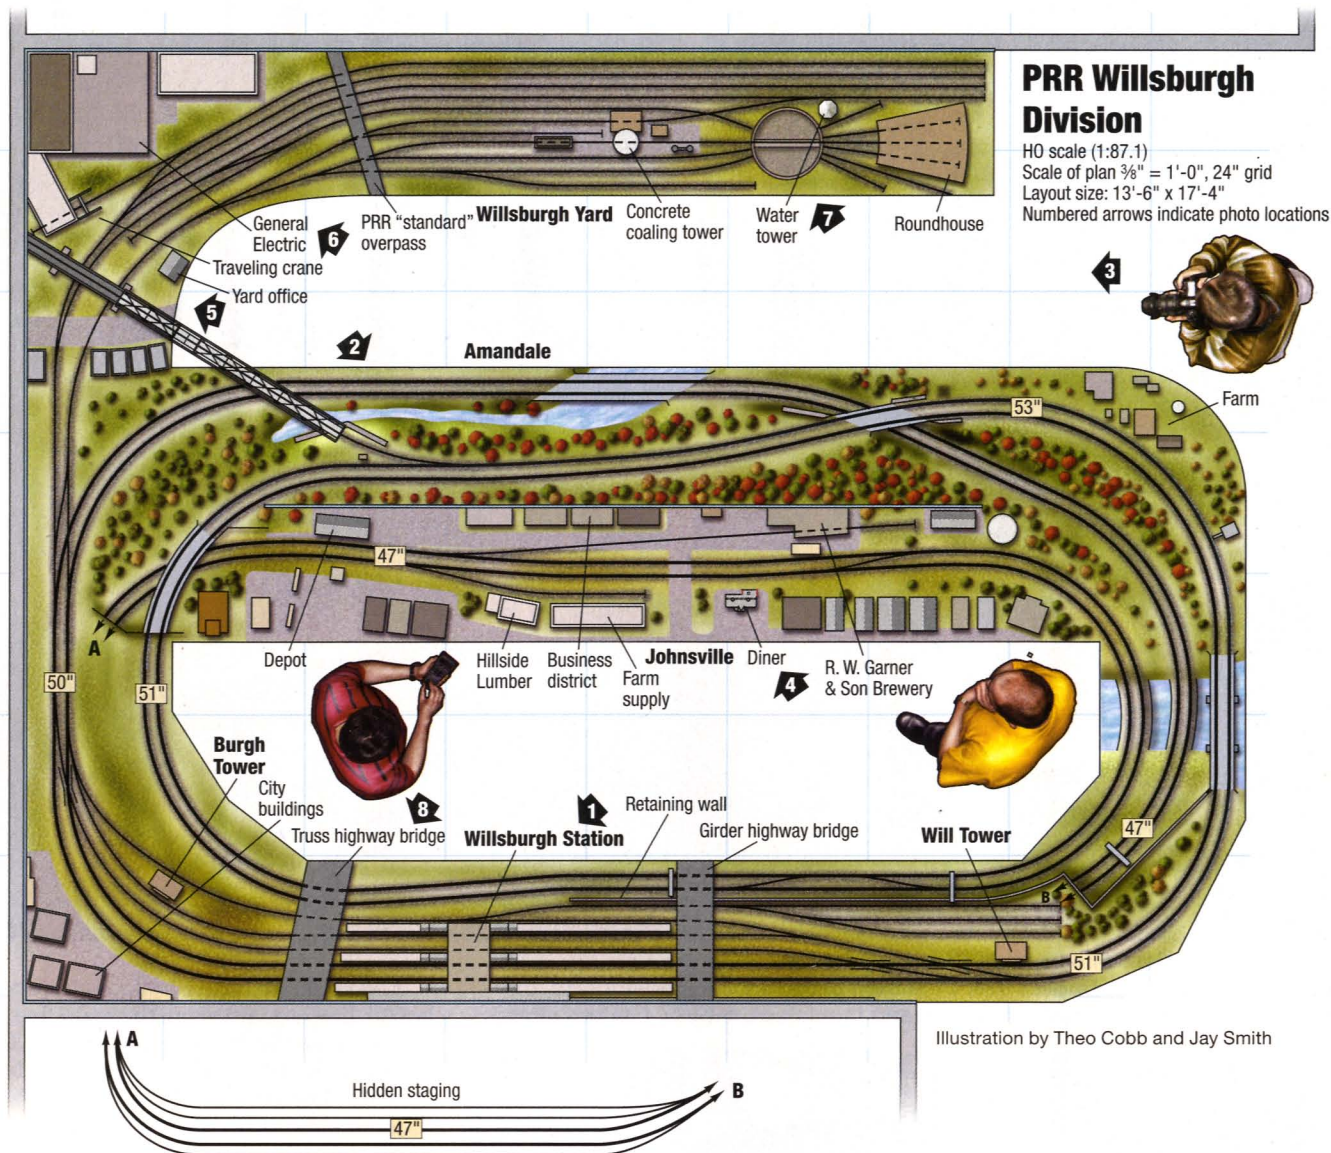 PRR Willsburgh
Division
HO scale (1:87.1)
Scale of plan ⅜" = 1'-0", 24" grid
Layout size: 13'-6" x 17'-4"
Numbered arrows indicate photo locations
General
Electric
6
PRR "standard"
overpass
Willsburgh Yard
Concrete
coaling tower
Water
tower
7
Roundhouse
Traveling crane
Yard office
3
5
2
Amandale
Farm
53"
47"
A
50"
51"
Depot
Hillside
Lumber
Business
district
Farm
supply
Johnsville
Diner
4
R. W. Garner
& Son Brewery
Burgh
Tower
City
buildings
8
Truss highway bridge
1
Willsburgh Station
Retaining wall
Girder highway bridge
Will Tower
47"
B
51"
Illustration by Theo Cobb and Jay Smith
A
Hidden staging
B
47"